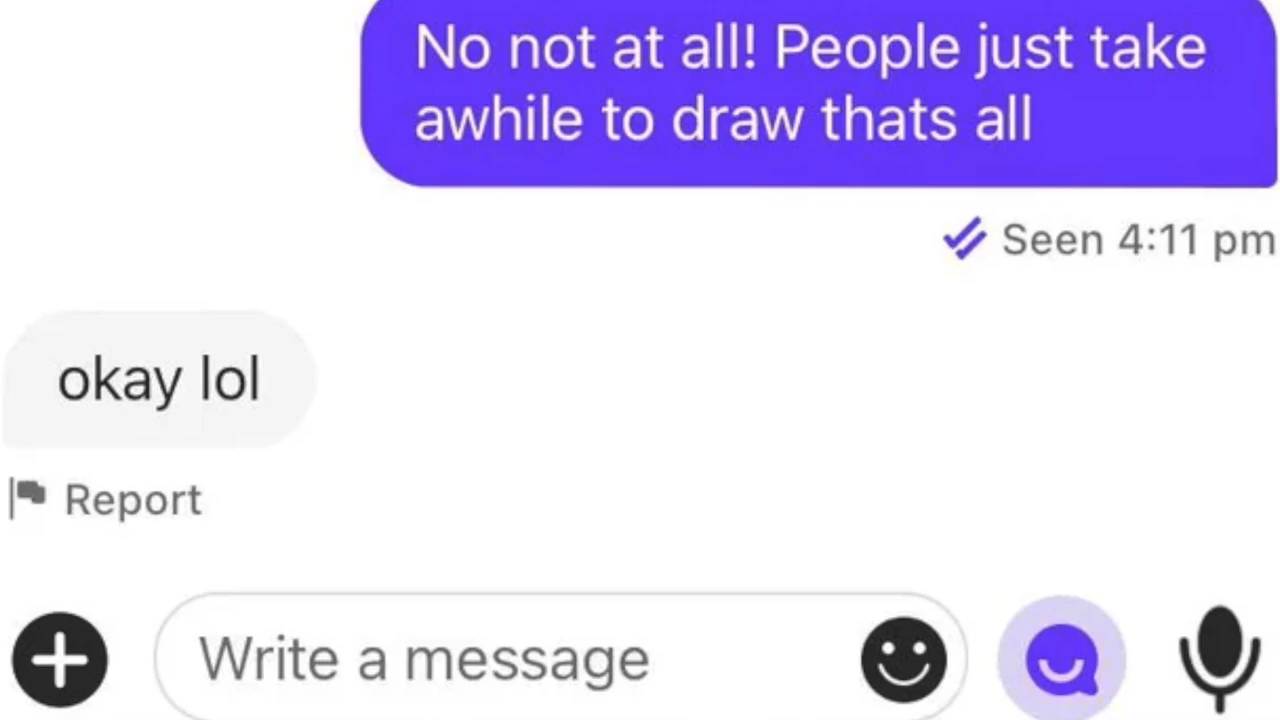 No not at all! People just take
awhile to draw thats all
Seen 4:11 pm
okay lol
Report
Write a message